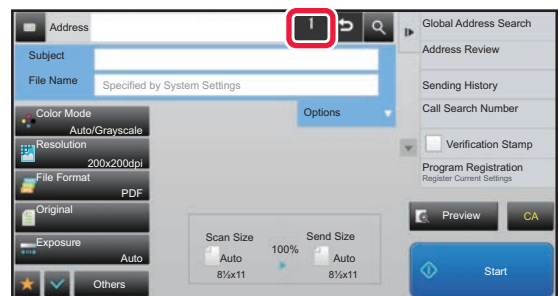 Address
1
Subject
File Name
Specified by System Settings
Options
Color Mode
Auto/Grayscale
Resolution
200x200dpi
File Format
PDF
Original
Exposure
Auto
Others
Scan Size
Auto
8½x11
100%
Send Size
Auto
8½x11
Global Address Search
Address Review
Sending History
Call Search Number
Verification Stamp
Program Registration
Register Current Settings
Preview
CA
Start